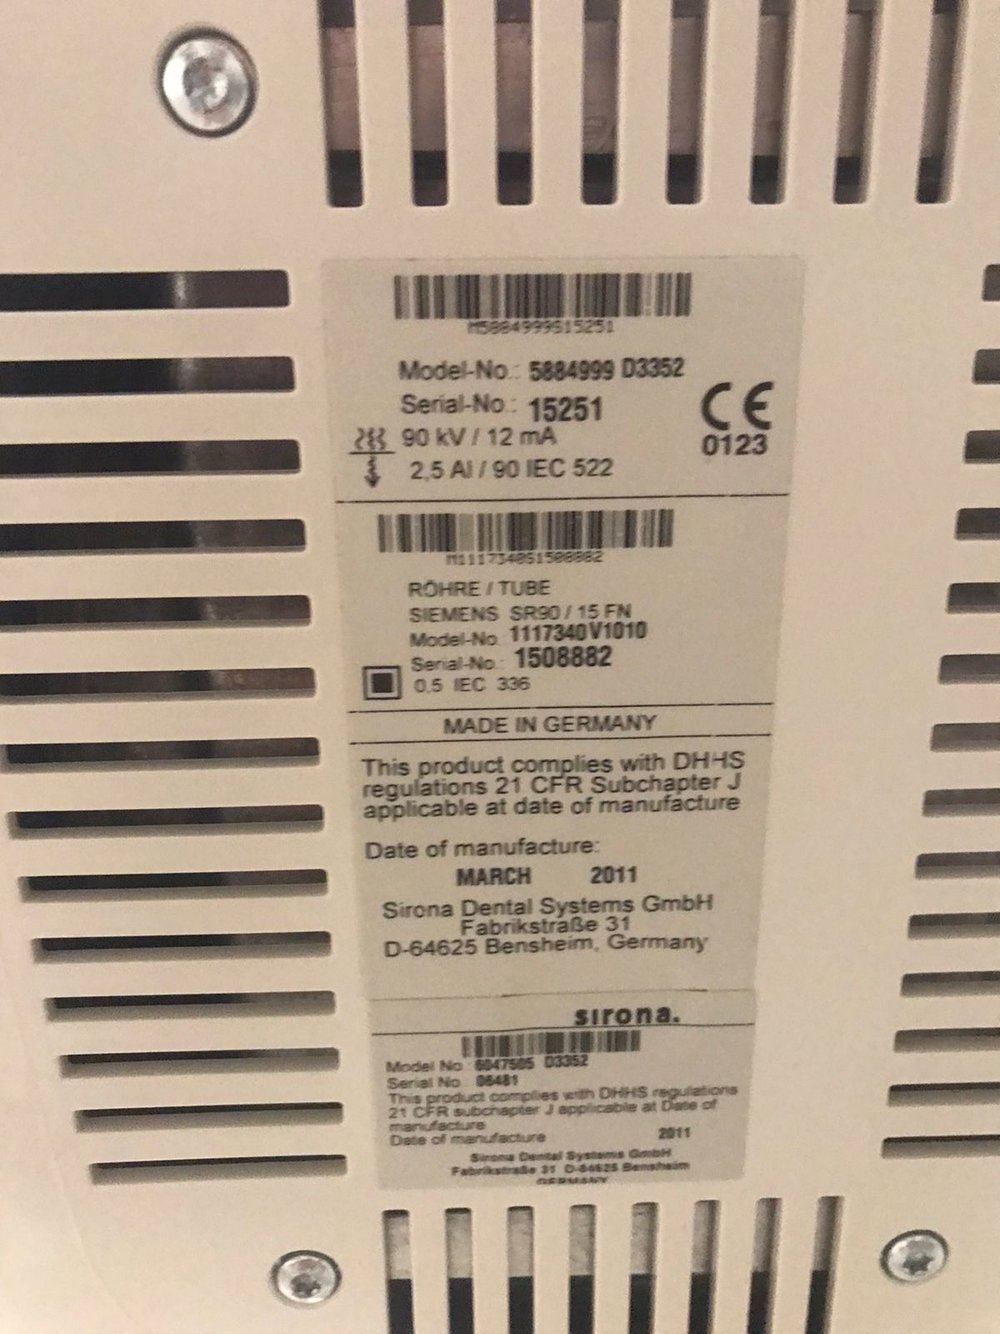 M5884999S15251
Model-No.: 5884999 D3352
Serial-No.: 15251
90 kV / 12 mA
2,5 Al / 90 IEC 522
CE
0123
M1117340S1508882
RÖHRE / TUBE
SIEMENS SR90 / 15 FN
Model-No. 1117340V1010
Serial-No.: 1508882
0.5 IEC 336
MADE IN GERMANY
This product complies with DHHS
regulations 21 CFR Subchapter J
applicable at date of manufacture
Date of manufacture:
MARCH 2011
Sirona Dental Systems GmbH
Fabrikstraße 31
D-64625 Bensheim, Germany
sirona.
Model No 6047505 D3352
Serial No 06481
This product complies with DHHS regulations
21 CFR subchapter J applicable at Date of
manufacture
Date of manufacture 2011
Sirona Dental Systems GmbH
Fabrikstraße 31 D-64625 Bensheim
GERMANY